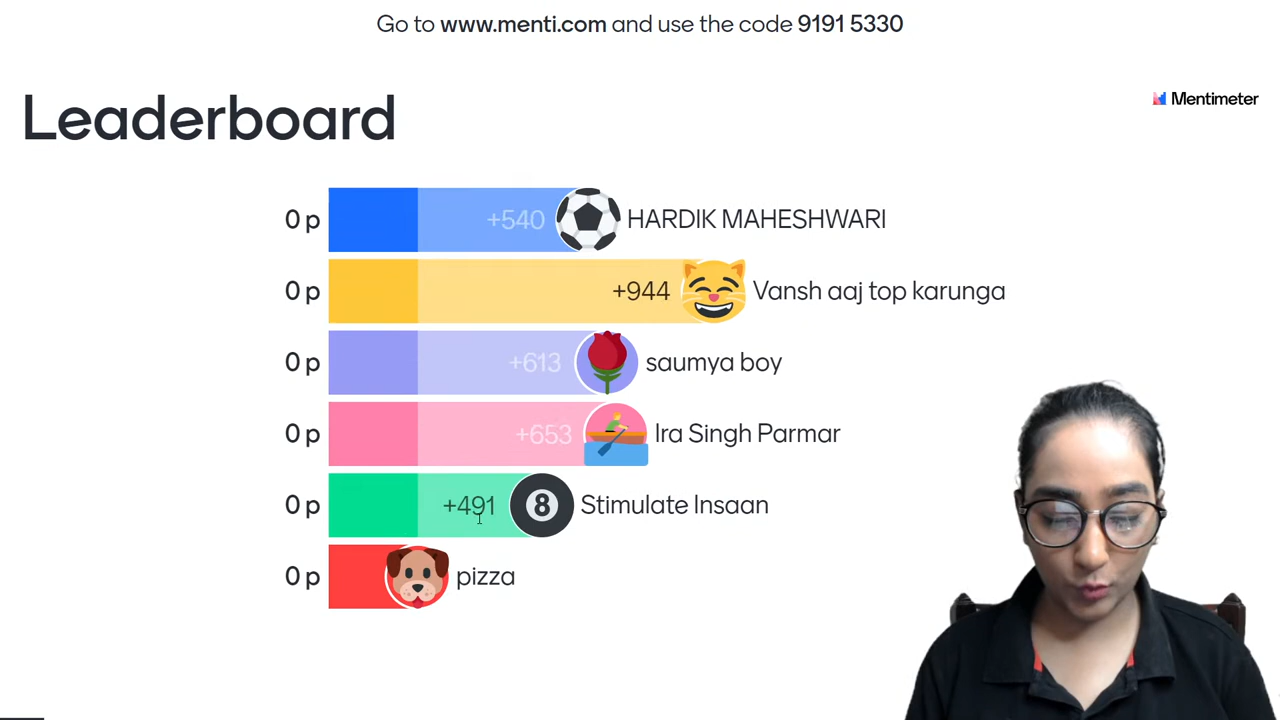 Go to www.menti.com and use the code 9191 5330
Leaderboard
Mentimeter
0 p +540 HARDIK MAHESHWARI
0 p +944 Vansh aaj top karunga
0 p +613 saumya boy
0 p +653 Ira Singh Parmar
0 p +491 8 Stimulate Insaan
0 p pizza